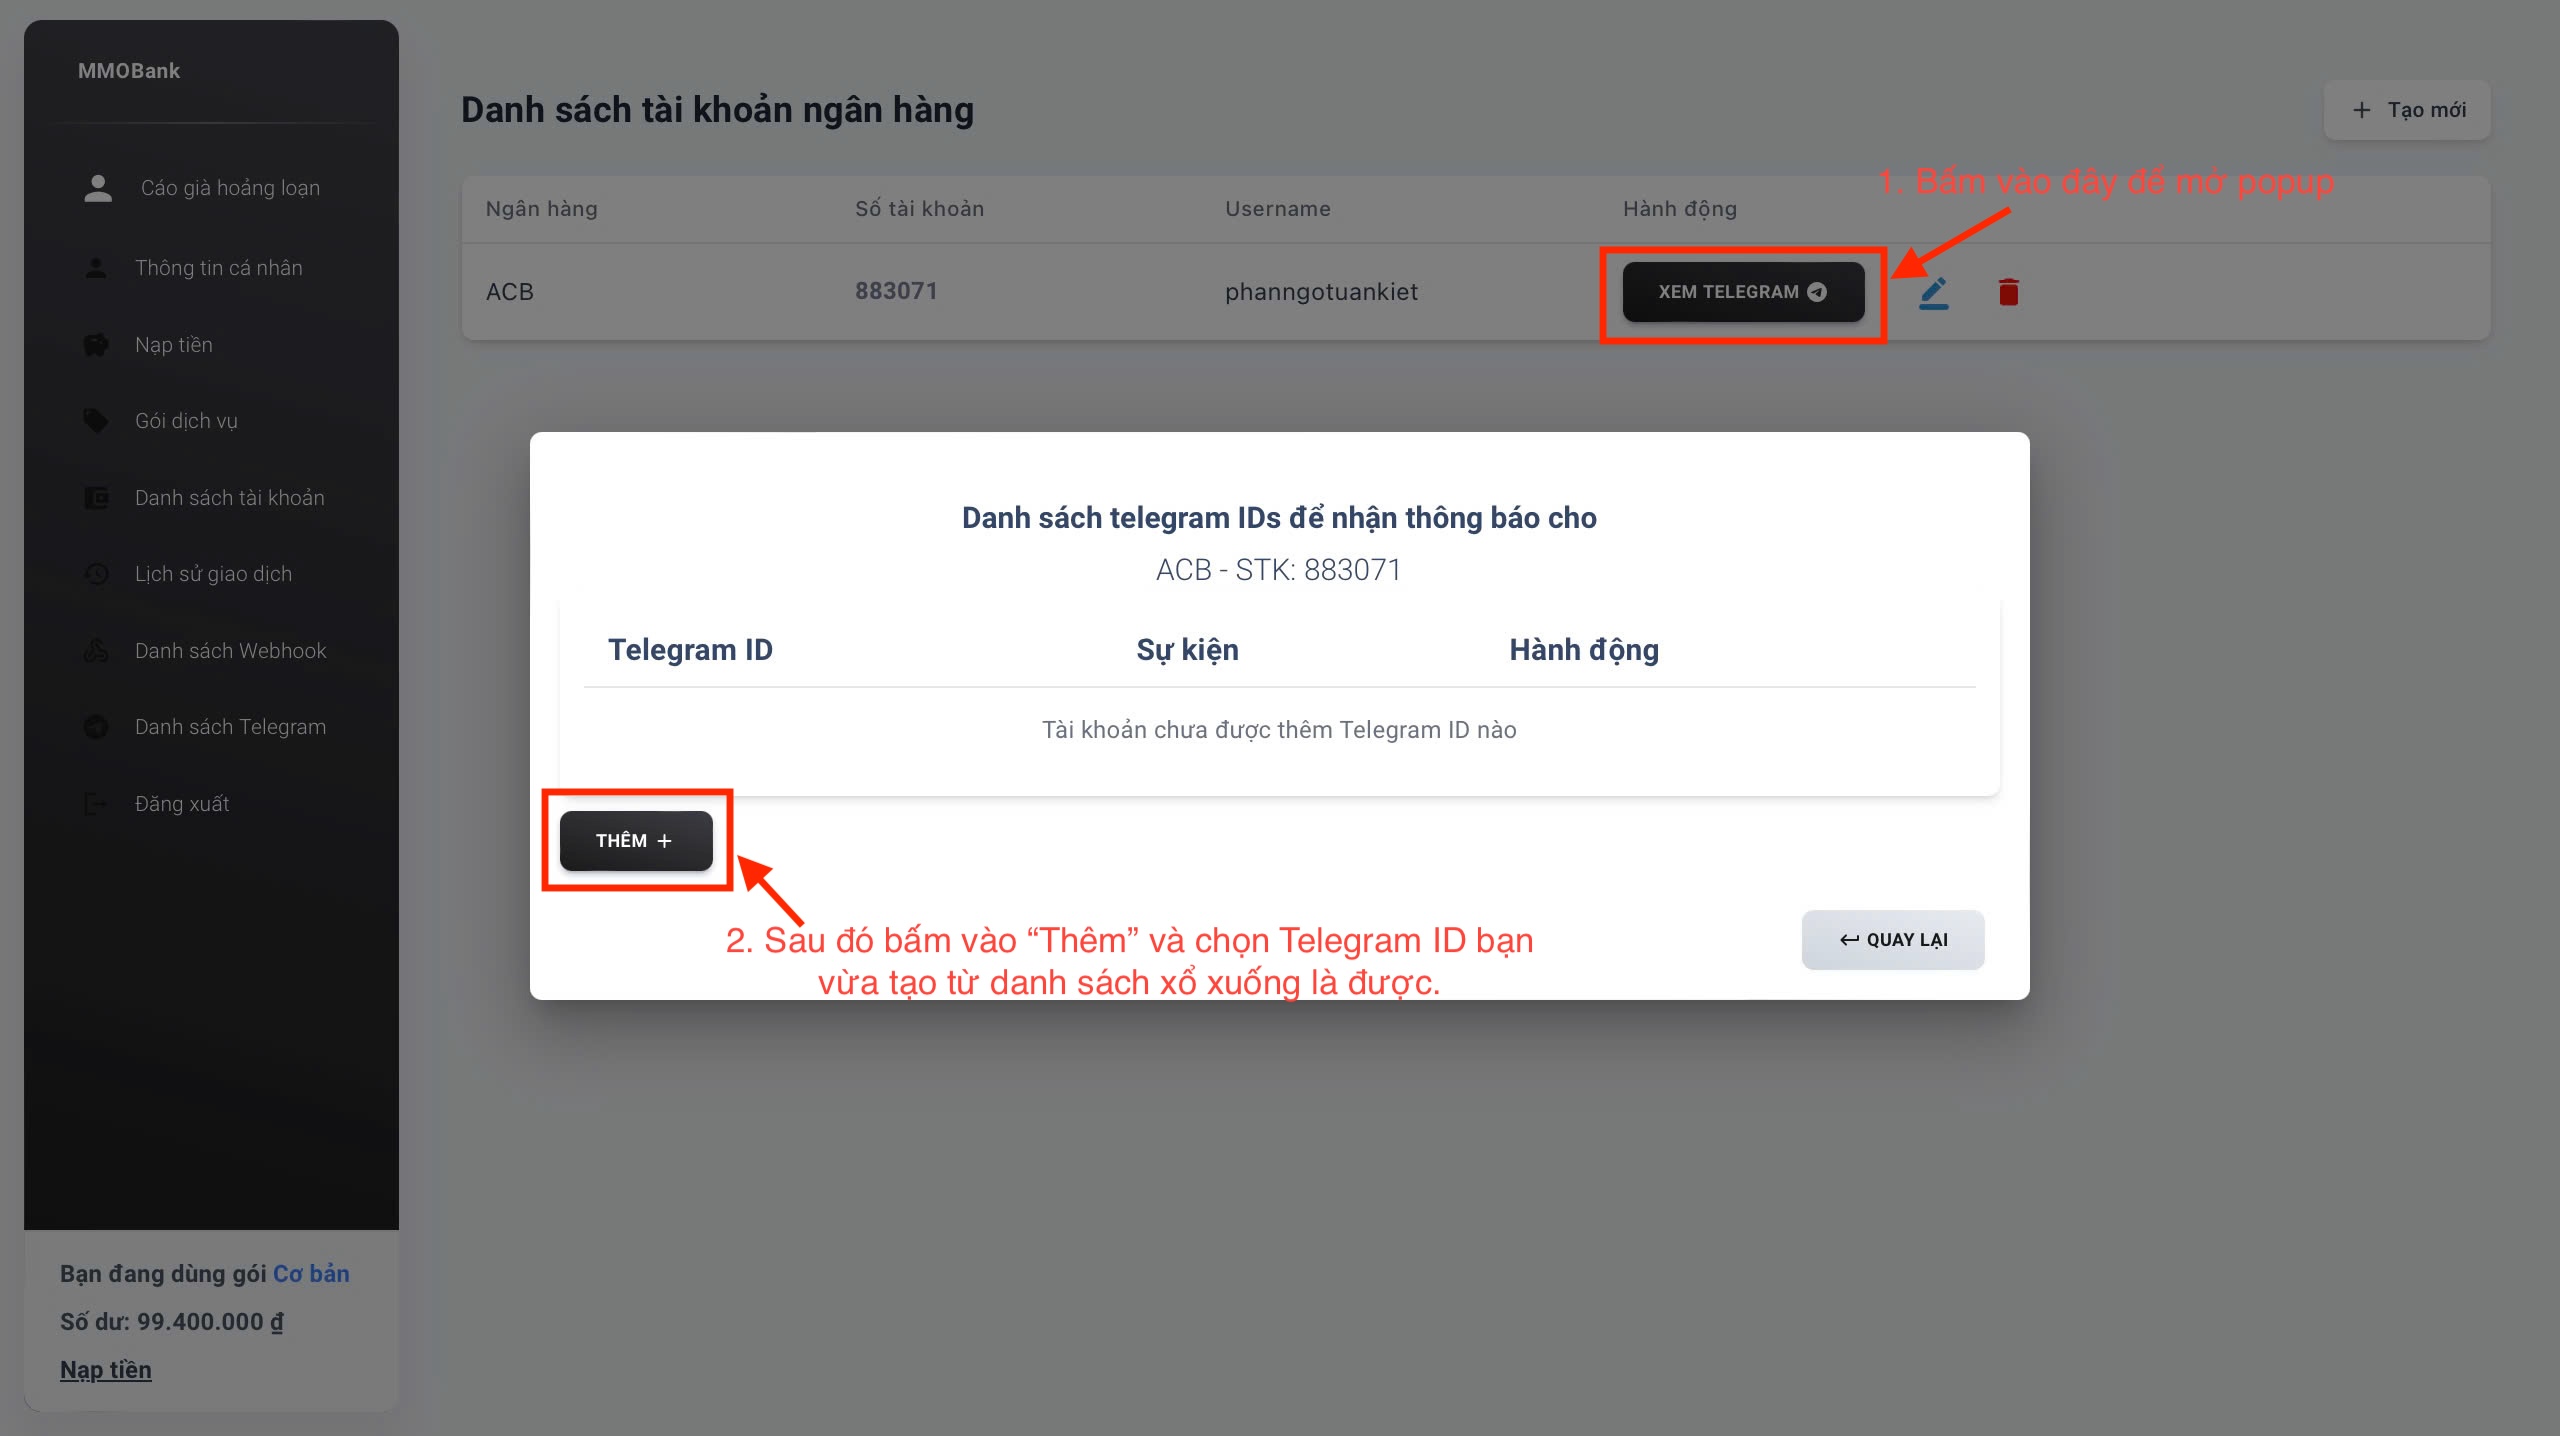 MMOBank
Cáo già hoảng loạn
Thông tin cá nhân
Nạp tiền
Gói dịch vụ
Danh sách tài khoản
Lịch sử giao dịch
Danh sách Webhook
Danh sách Telegram
Đăng xuất
Bạn đang dùng gói Cơ bản
Số dư: 99.400.000 ₫
Nạp tiền
Danh sách tài khoản ngân hàng
+ Tạo mới
1. Bấm vào đây để mở popup
Ngân hàng Số tài khoản Username Hành động
ACB 883071 phanngotuankiet XEM TELEGRAM
Danh sách telegram IDs để nhận thông báo cho
ACB - STK: 883071
Telegram ID Sự kiện Hành động
Tài khoản chưa được thêm Telegram ID nào
THÊM +
2. Sau đó bấm vào “Thêm” và chọn Telegram ID bạn
vừa tạo từ danh sách xổ xuống là được.
QUAY LẠI